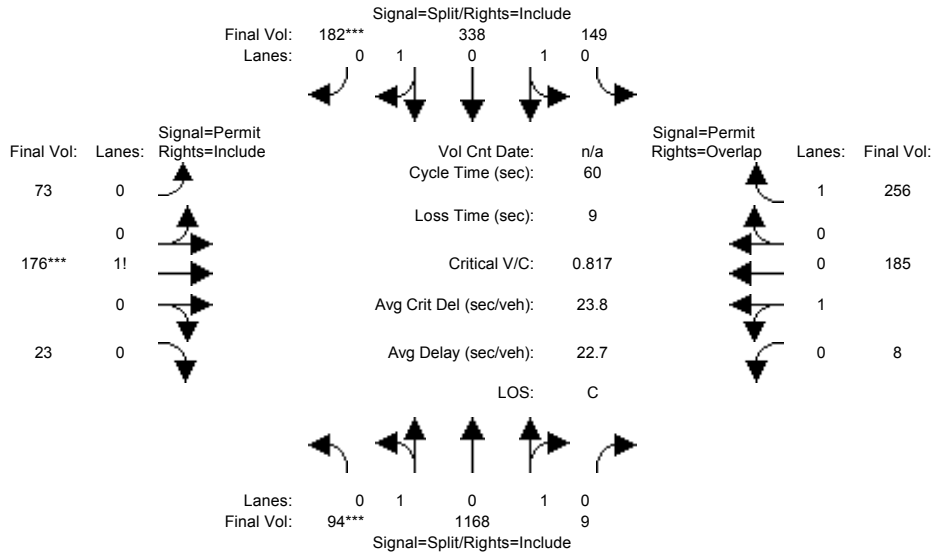 Signal=Split/Rights=Include
Final Vol: 182*** 338 149
Lanes: 0 1 0 1 0
Signal=Permit
Final Vol: Lanes: Rights=Include
Vol Cnt Date: n/a
Signal=Permit
Rights=Overlap Lanes: Final Vol:
Cycle Time (sec): 60
73 0
1 256
Loss Time (sec): 9
0
0
176*** 1!
Critical V/C: 0.817
0 185
0
Avg Crit Del (sec/veh): 23.8
1
23 0
Avg Delay (sec/veh): 22.7
0 8
LOS: C
Lanes: 0 1 0 1 0
Final Vol: 94*** 1168 9
Signal=Split/Rights=Include